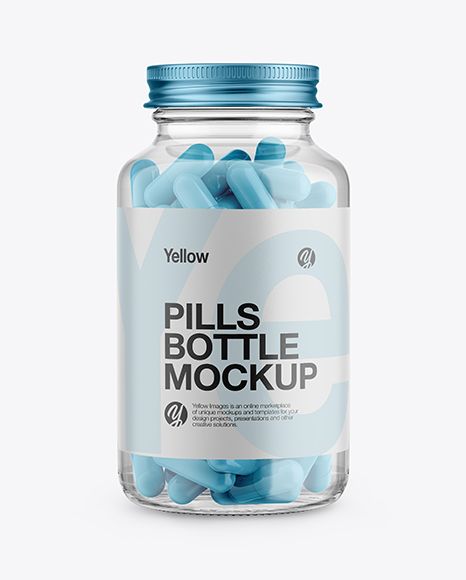 Yellow
PILLS
BOTTLE
MOCKUP
Yellow Images is an online marketplace
of unique mockups and templates for your
design projects, presentations and other
creative solutions.
Ye